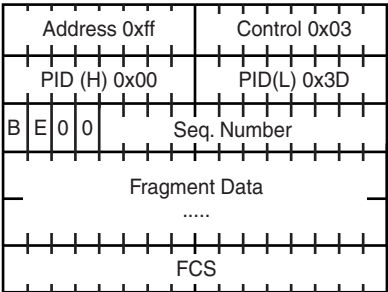 Address 0xff Control 0x03
PID (H) 0x00 PID(L) 0x3D
B E 0 0 Seq. Number
Fragment Data
.....
FCS